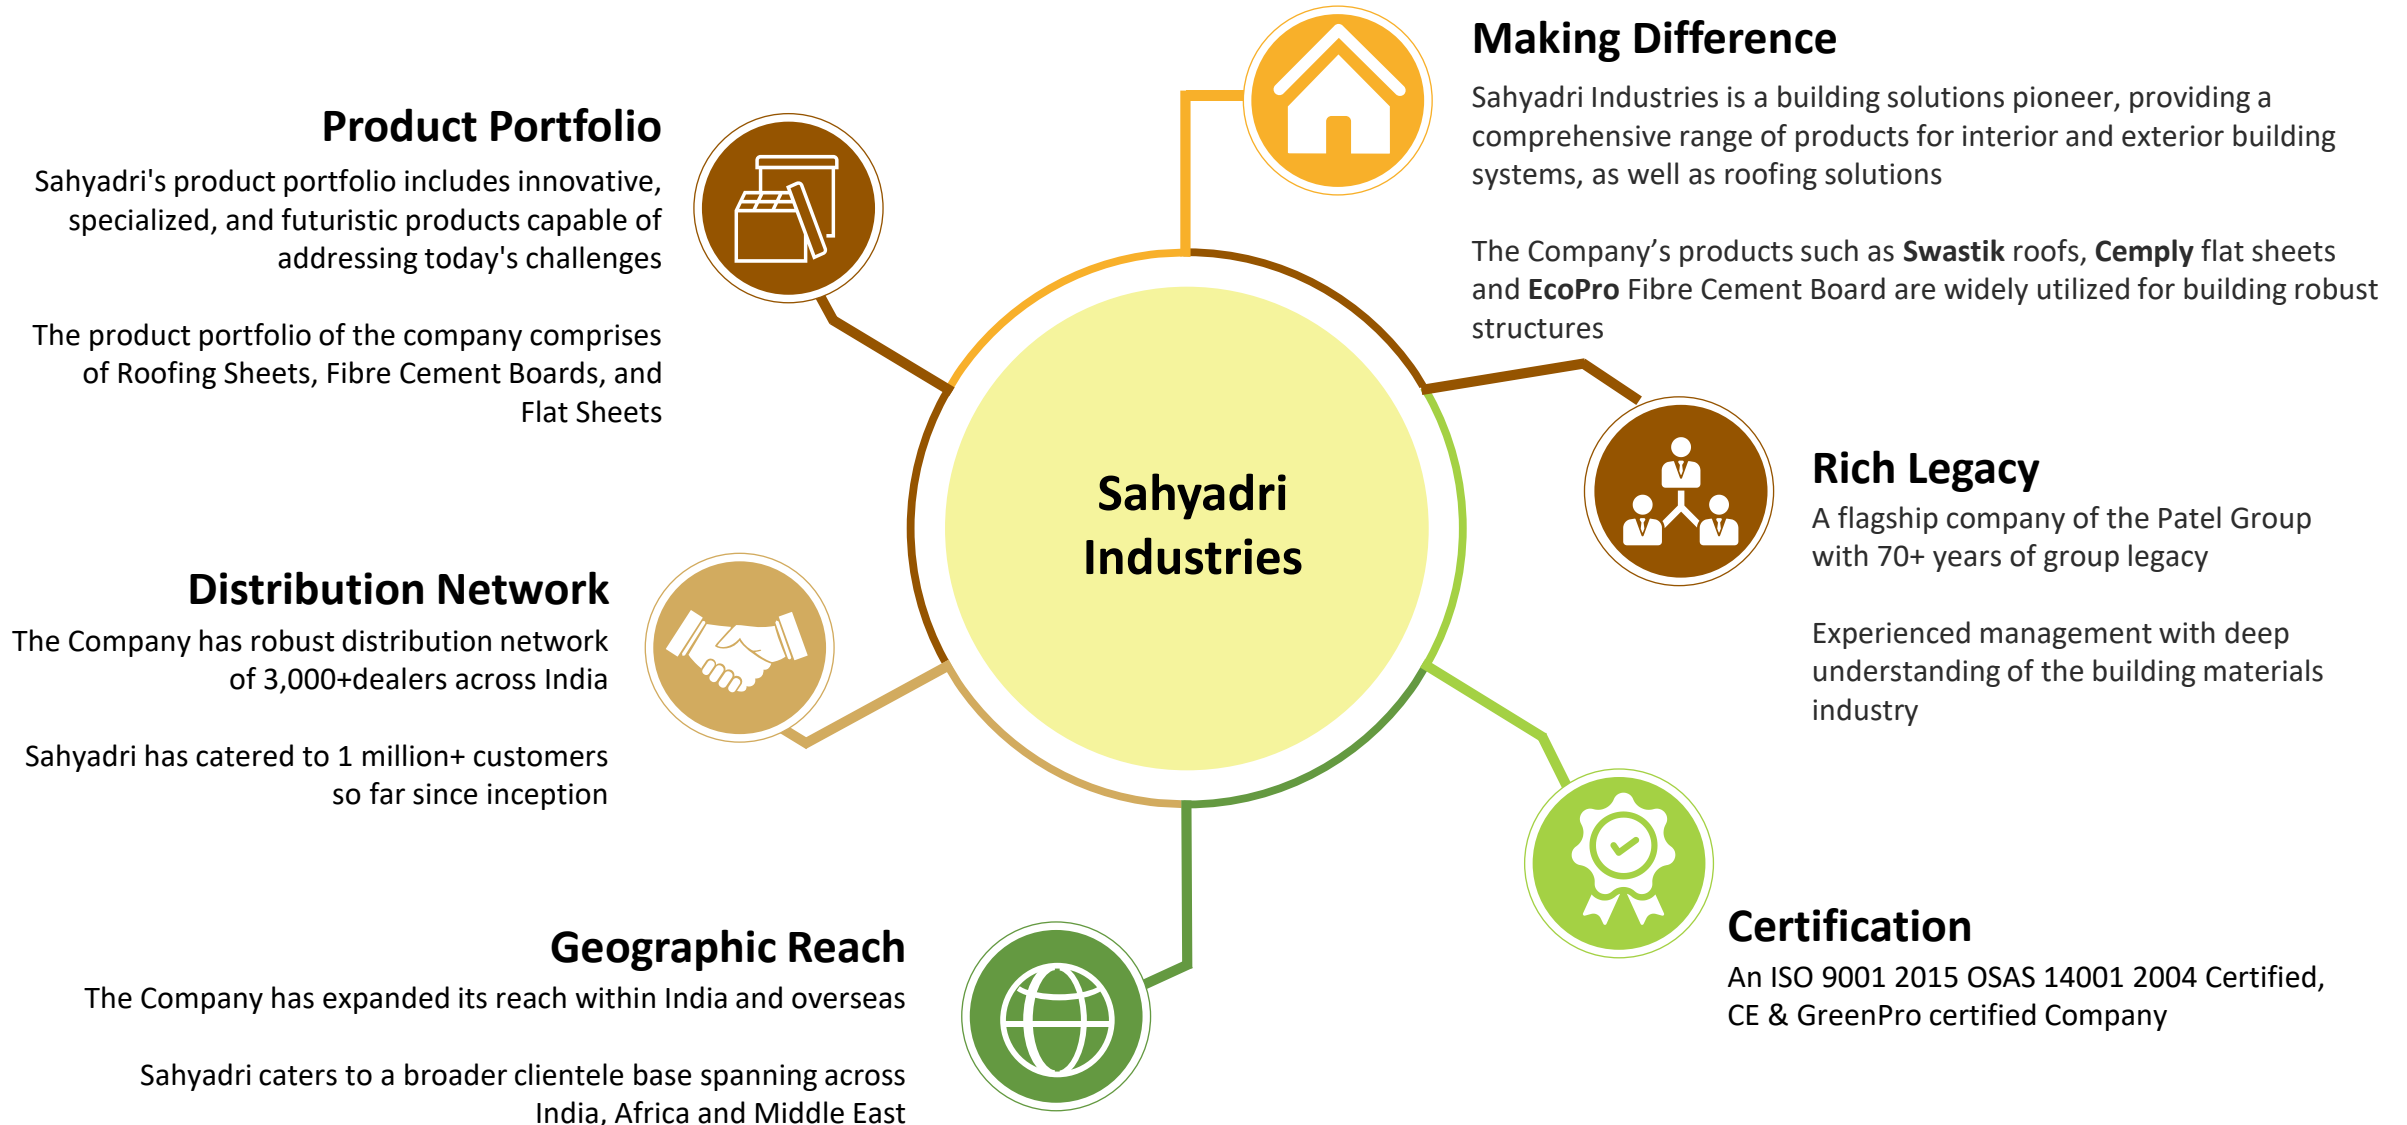 Making Difference
Sahyadri Industries is a building solutions pioneer, providing a
comprehensive range of products for interior and exterior building
systems, as well as roofing solutions
The Company’s products such as Swastik roofs, Cemply flat sheets
and EcoPro Fibre Cement Board are widely utilized for building robust
structures
Product Portfolio
Sahyadri's product portfolio includes innovative,
specialized, and futuristic products capable of
addressing today's challenges
The product portfolio of the company comprises
of Roofing Sheets, Fibre Cement Boards, and
Flat Sheets
Sahyadri
Industries
Rich Legacy
A flagship company of the Patel Group
with 70+ years of group legacy
Experienced management with deep
understanding of the building materials
industry
Distribution Network
The Company has robust distribution network
of 3,000+dealers across India
Sahyadri has catered to 1 million+ customers
so far since inception
Certification
An ISO 9001 2015 OSAS 14001 2004 Certified,
CE & GreenPro certified Company
Geographic Reach
The Company has expanded its reach within India and overseas
Sahyadri caters to a broader clientele base spanning across
India, Africa and Middle East